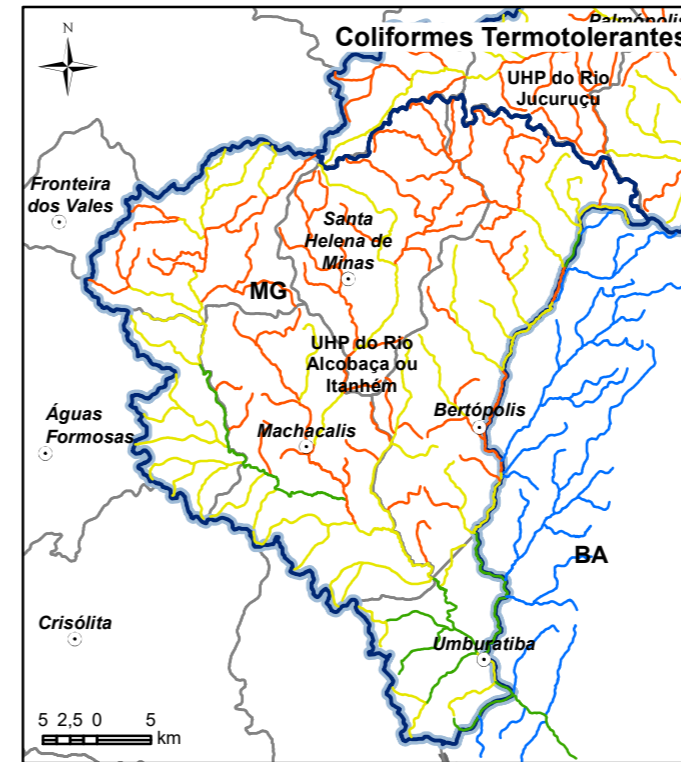 N
Palmópolis
Coliformes Termotolerantes
UHP do Rio
Jucuruçu
Fronteira
dos Vales
Santa
Helena de
Minas
MG
UHP do Rio
Alcobaça ou
Itanhém
Águas
Formosas
Machacalis
Bertópolis
BA
Crisólita
Umburatiba
5 2,5 0 5
km